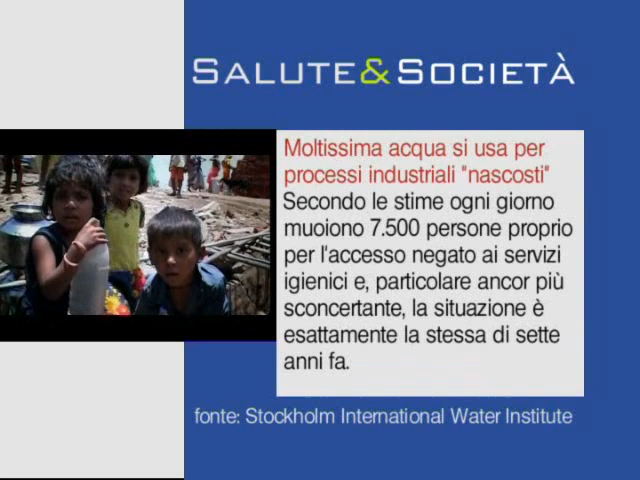 SALUTE&SOCIETÀ
Moltissima acqua si usa per
processi industriali "nascosti"
Secondo le stime ogni giorno
muoiono 7.500 persone proprio
per l'accesso negato ai servizi
igienici e, particolare ancor più
sconcertante, la situazione è
esattamente la stessa di sette
anni fa.
fonte: Stockholm International Water Institute